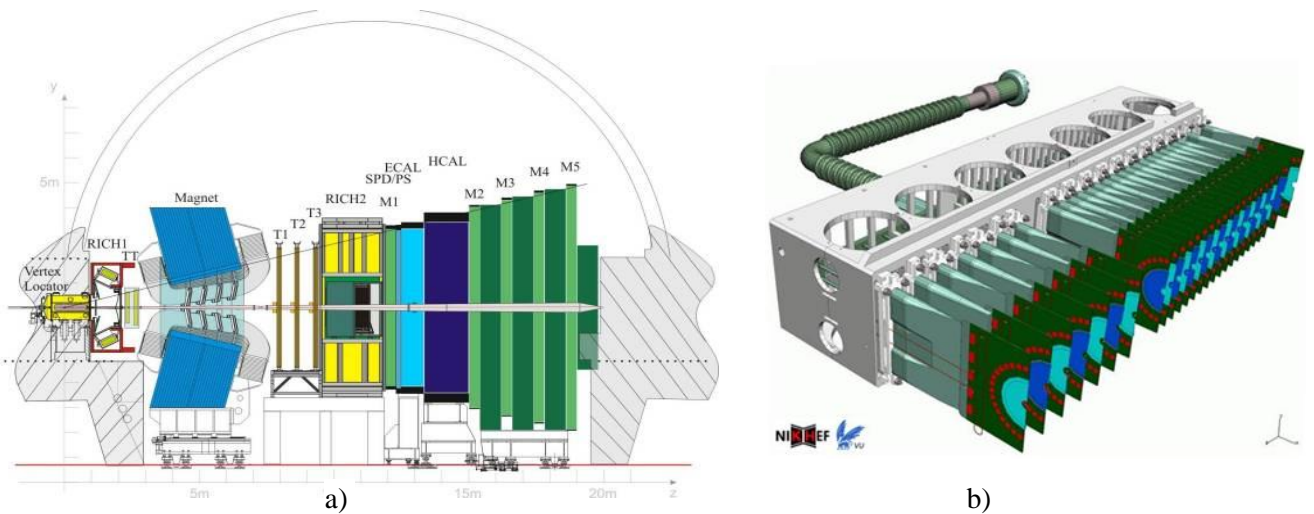 y
5m
Magnet
RICH1
TT
Vertex
Locator
T1
T2
T3
RICH2
SPD/PS
ECAL
HCAL
M1
M2
M3
M4
M5
5m
15m
20m
z
a)
NIKHEF
VU
b)